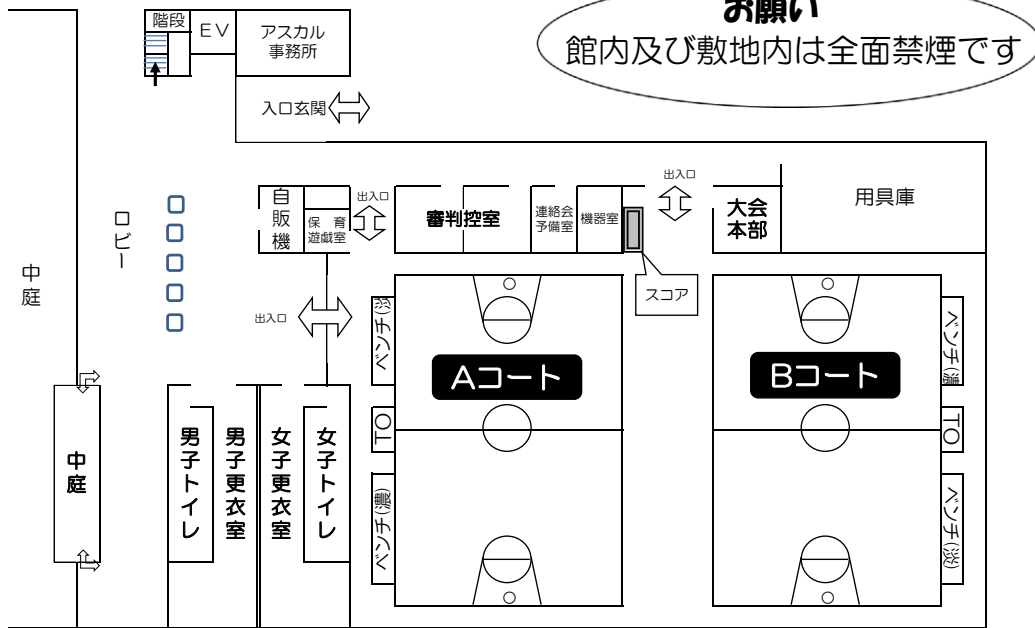 お願い
館内及び敷地内は全面禁煙です
階段
EV
アスカル
事務所
入口玄関
ロビー
中庭
自販機
保育
遊戯室
出入口
審判控室
連絡会
予備室
機器室
出入口
大会
本部
用具庫
スコア
出入口
ベンチ(淡
Aコート
Bコート
ベンチ(濃
TO
TO
中庭
男子トイレ
男子更衣室
女子更衣室
女子トイレ
ベンチ(濃)
ベンチ(淡)